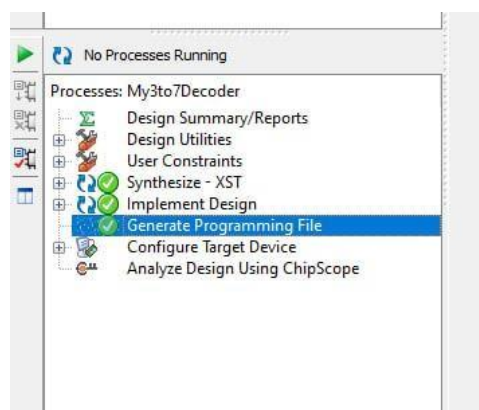 No Processes Running
Processes: My3to7Decoder
Design Summary/Reports
Design Utilities
User Constraints
Synthesize - XST
Implement Design
Generate Programming File
Configure Target Device
Analyze Design Using ChipScope